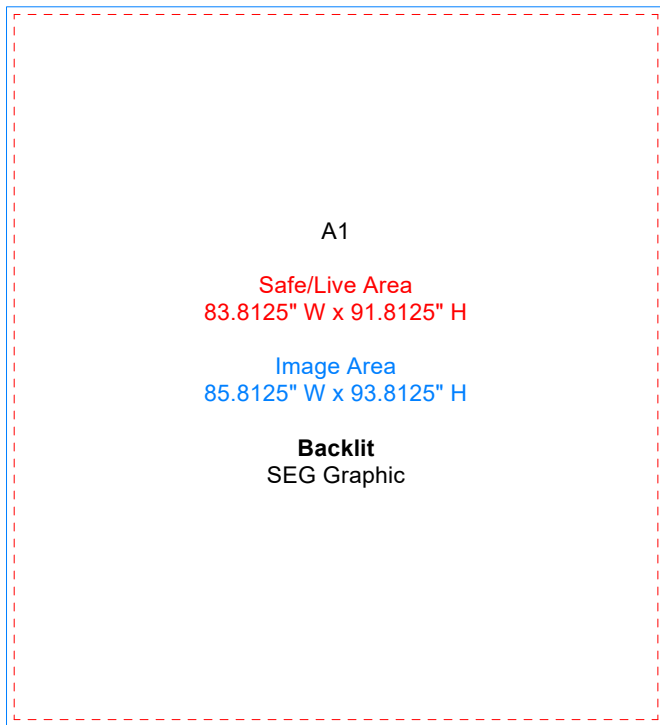 A1
Safe/Live Area
83.8125" W x 91.8125" H
Image Area
85.8125" W x 93.8125" H
Backlit
SEG Graphic